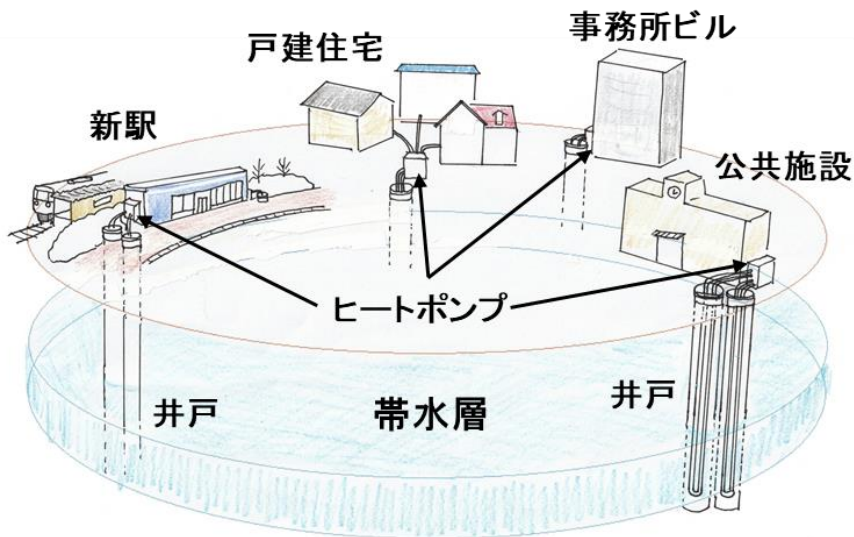 事務所ビル
戸建住宅
新駅
公共施設
ヒートポンプ
井戸
帯水層
井戸